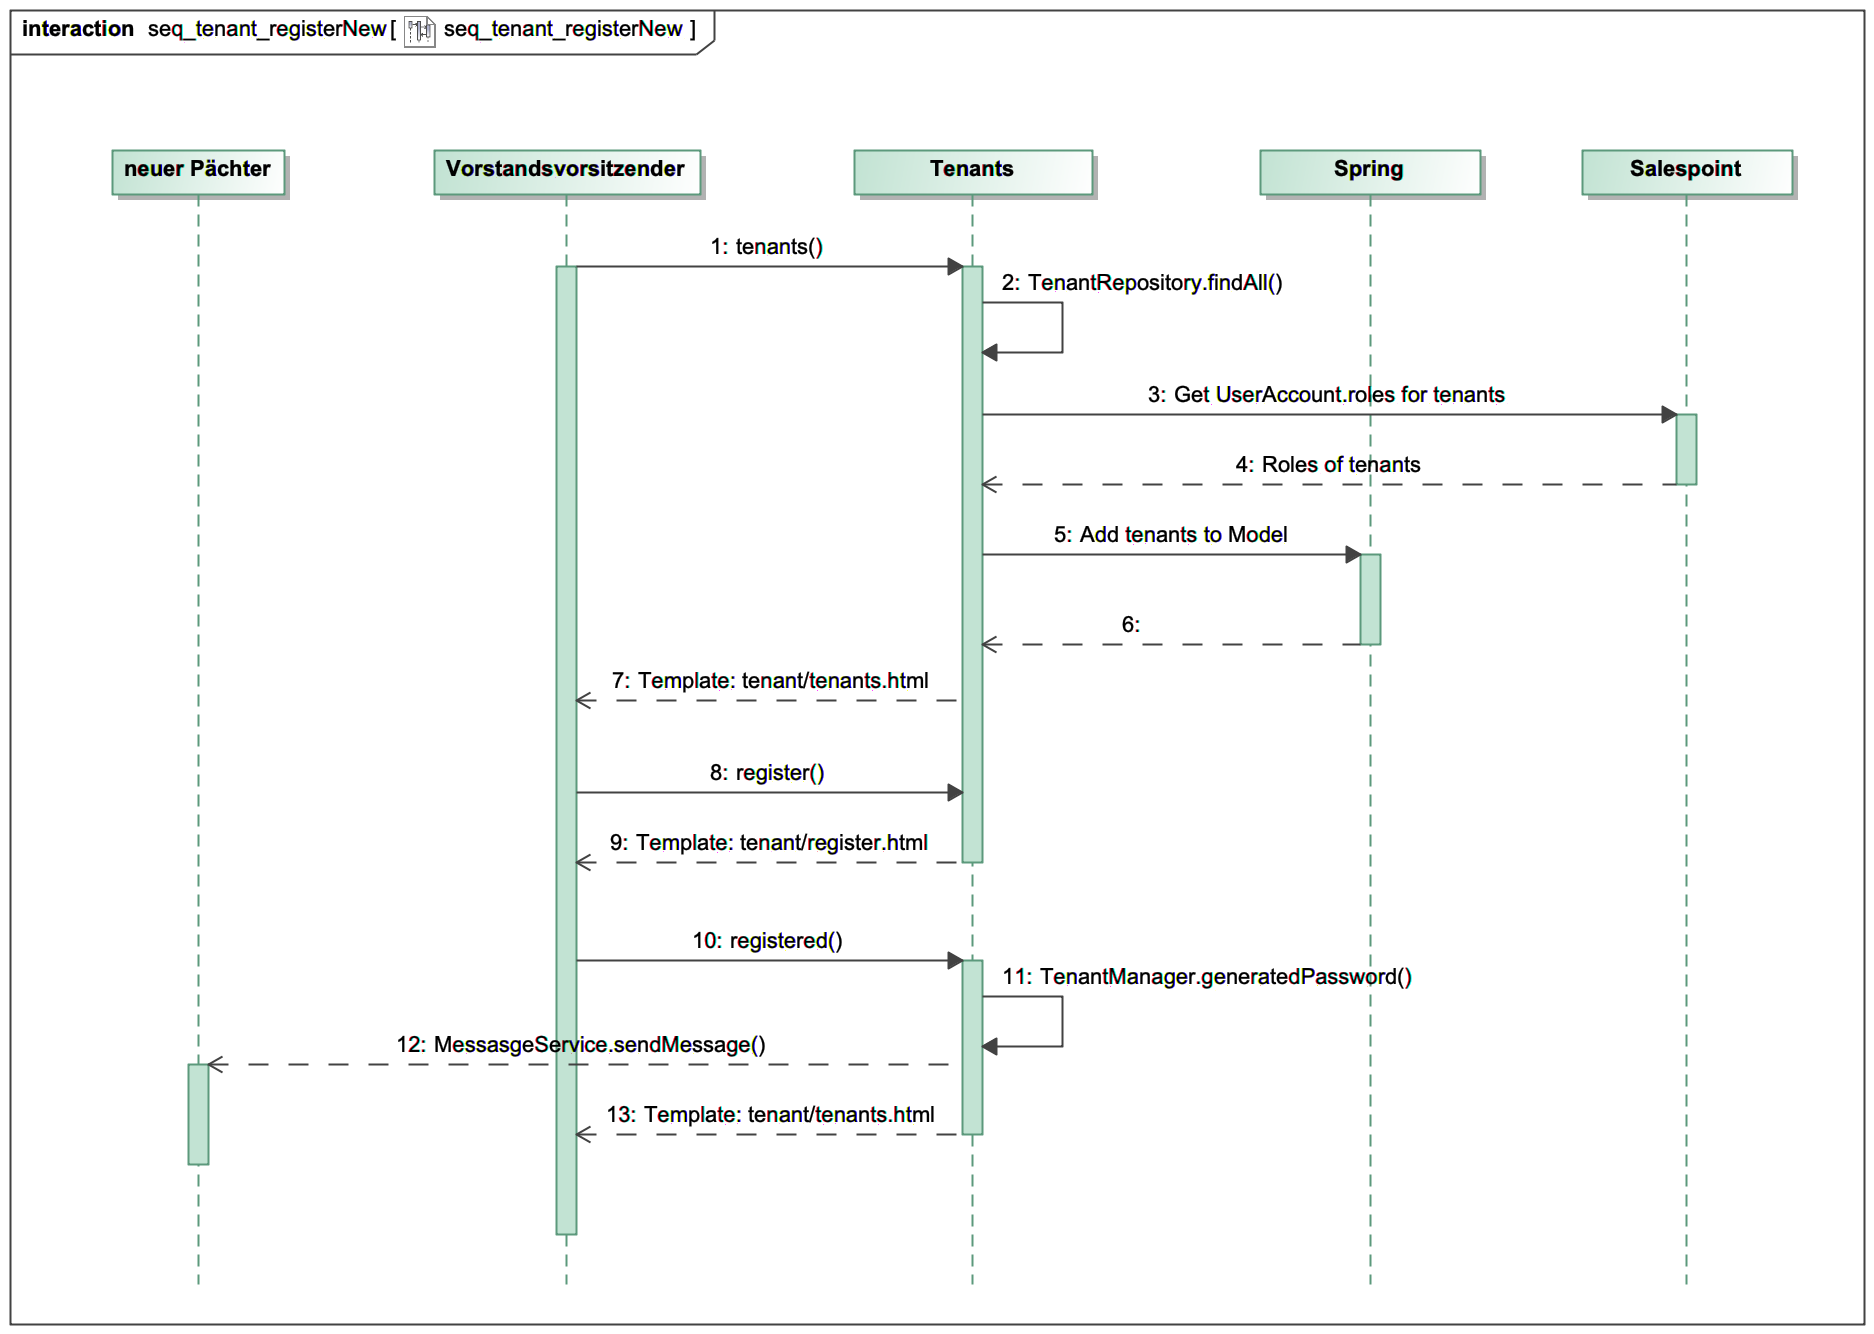 interaction seq_tenant_registerNew[ seq_tenant_registerNew ]
neuer Pächter Vorstandsvorsitzender Tenants Spring Salespoint
1: tenants()
2: TenantRepository.findAll()
3: Get UserAccount.roles for tenants
4: Roles of tenants
5: Add tenants to Model
6:
7: Template: tenant/tenants.html
8: register()
9: Template: tenant/register.html
10: registered()
11: TenantManager.generatedPassword()
12: MessasgeService.sendMessage()
13: Template: tenant/tenants.html